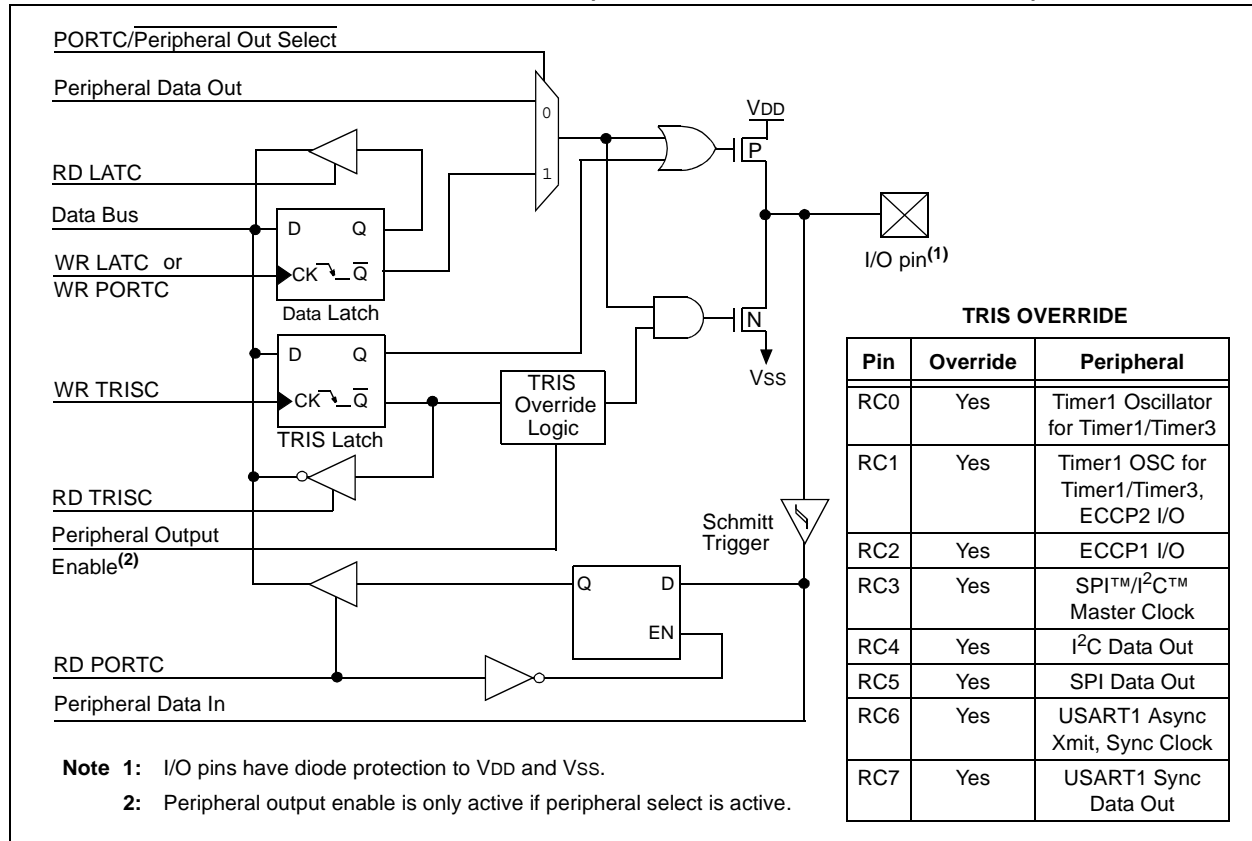 PORTC/Peripheral Out Select
Peripheral Data Out
0
1
VDD
P
RD LATC
Data Bus
D Q
WR LATC or
WR PORTC
CK Q
Data Latch
I/O pin(1)
N
VSS
D Q
WR TRISC
CK Q
TRIS Latch
TRIS
Override
Logic
RD TRISC
Peripheral Output
Enable(2)
Schmitt
Trigger
Q D
EN
RD PORTC
Peripheral Data In
TRIS OVERRIDE
Pin Override Peripheral
RC0 Yes Timer1 Oscillator
for Timer1/Timer3
RC1 Yes Timer1 OSC for
Timer1/Timer3,
ECCP2 I/O
RC2 Yes ECCP1 I/O
RC3 Yes SPI™/I²C™
Master Clock
RC4 Yes I²C Data Out
RC5 Yes SPI Data Out
RC6 Yes USART1 Async
Xmit, Sync Clock
RC7 Yes USART1 Sync
Data Out
Note 1: I/O pins have diode protection to VDD and VSS.
2: Peripheral output enable is only active if peripheral select is active.